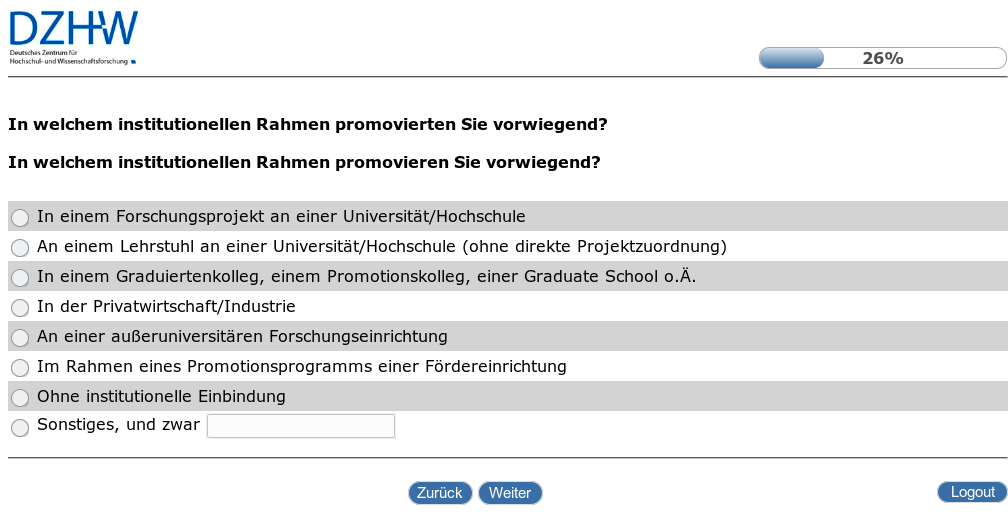 DZHW
Deutsches Zentrum für
Hochschul- und Wissenschaftsforschung
26%
In welchem institutionellen Rahmen promovierten Sie vorwiegend?
In welchem institutionellen Rahmen promovieren Sie vorwiegend?
In einem Forschungsprojekt an einer Universität/Hochschule
An einem Lehrstuhl an einer Universität/Hochschule (ohne direkte Projektzuordnung)
In einem Graduiertenkolleg, einem Promotionskolleg, einer Graduate School o.Ä.
In der Privatwirtschaft/Industrie
An einer außeruniversitären Forschungseinrichtung
Im Rahmen eines Promotionsprogramms einer Fördereinrichtung
Ohne institutionelle Einbindung
Sonstiges, und zwar
Zurück Weiter Logout